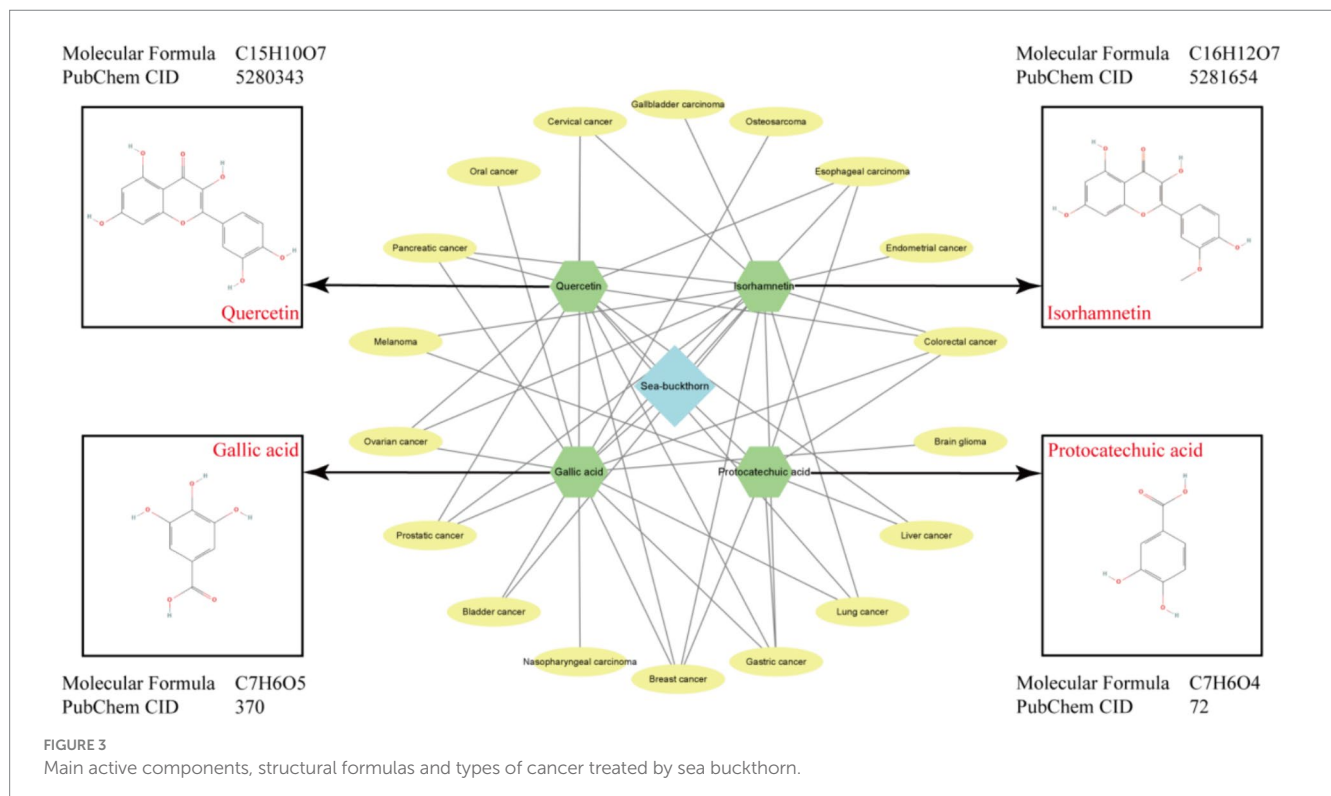 Molecular Formula C15H10O7
PubChem CID 5280343
Quercetin
Molecular Formula C16H12O7
PubChem CID 5281654
Isorhamnetin
Gallbladder carcinoma
Cervical cancer
Osteosarcoma
Oral cancer
Esophageal carcinoma
Pancreatic cancer
Endometrial cancer
Quercetin
Isorhamnetin
Melanoma
Colorectal cancer
Sea-buckthorn
Ovarian cancer
Brain glioma
Gallic acid
Protocatechuic acid
Prostatic cancer
Liver cancer
Bladder cancer
Lung cancer
Nasopharyngeal carcinoma
Gastric cancer
Breast cancer
Gallic acid
Molecular Formula C7H6O5
PubChem CID 370
Protocatechuic acid
Molecular Formula C7H6O4
PubChem CID 72
FIGURE 3
Main active components, structural formulas and types of cancer treated by sea buckthorn.